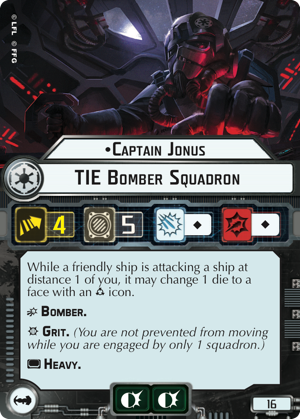 © LFL © FFG
•Captain Jonus
TIE Bomber Squadron
4 5
While a friendly ship is attacking a ship at
distance 1 of you, it may change 1 die to a
face with an icon.
Bomber.
Grit. (You are not prevented from moving
while you are engaged by only 1 squadron.)
Heavy.
16